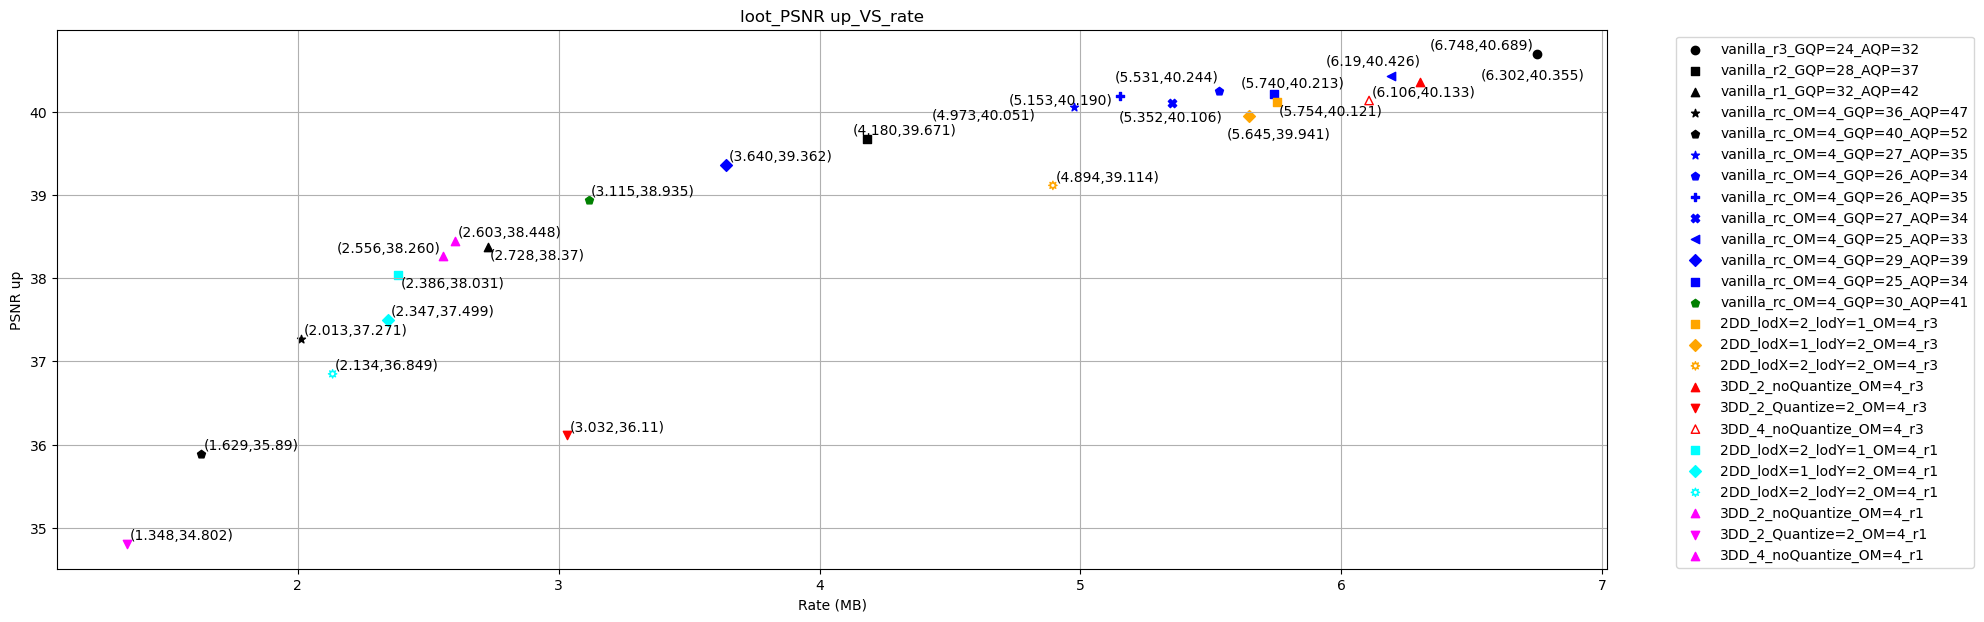 loot_PSNR up_VS_rate
(6.748,40.689)
(6.19,40.426)
(6.302,40.355)
(5.531,40.244)
(5.740,40.213)
(6.106,40.133)
(5.153,40.190)
(4.973,40.051)
(5.352,40.106)
(5.754,40.121)
(5.645,39.941)
(4.180,39.671)
(3.640,39.362)
(4.894,39.114)
(3.115,38.935)
(2.603,38.448)
(2.556,38.260)
(2.728,38.37)
(2.386,38.031)
(2.347,37.499)
(2.013,37.271)
(2.134,36.849)
(3.032,36.11)
(1.629,35.89)
(1.348,34.802)
40
39
38
37
36
35
PSNR up
2
3
4
5
6
7
Rate (MB)
vanilla_r3_GQP=24_AQP=32
vanilla_r2_GQP=28_AQP=37
vanilla_r1_GQP=32_AQP=42
vanilla_rc_OM=4_GQP=36_AQP=47
vanilla_rc_OM=4_GQP=40_AQP=52
vanilla_rc_OM=4_GQP=27_AQP=35
vanilla_rc_OM=4_GQP=26_AQP=34
vanilla_rc_OM=4_GQP=26_AQP=35
vanilla_rc_OM=4_GQP=27_AQP=34
vanilla_rc_OM=4_GQP=25_AQP=33
vanilla_rc_OM=4_GQP=29_AQP=39
vanilla_rc_OM=4_GQP=25_AQP=34
vanilla_rc_OM=4_GQP=30_AQP=41
2DD_lodX=2_lodY=1_OM=4_r3
2DD_lodX=1_lodY=2_OM=4_r3
2DD_lodX=2_lodY=2_OM=4_r3
3DD_2_noQuantize_OM=4_r3
3DD_2_Quantize=2_OM=4_r3
3DD_4_noQuantize_OM=4_r3
2DD_lodX=2_lodY=1_OM=4_r1
2DD_lodX=1_lodY=2_OM=4_r1
2DD_lodX=2_lodY=2_OM=4_r1
3DD_2_noQuantize_OM=4_r1
3DD_2_Quantize=2_OM=4_r1
3DD_4_noQuantize_OM=4_r1